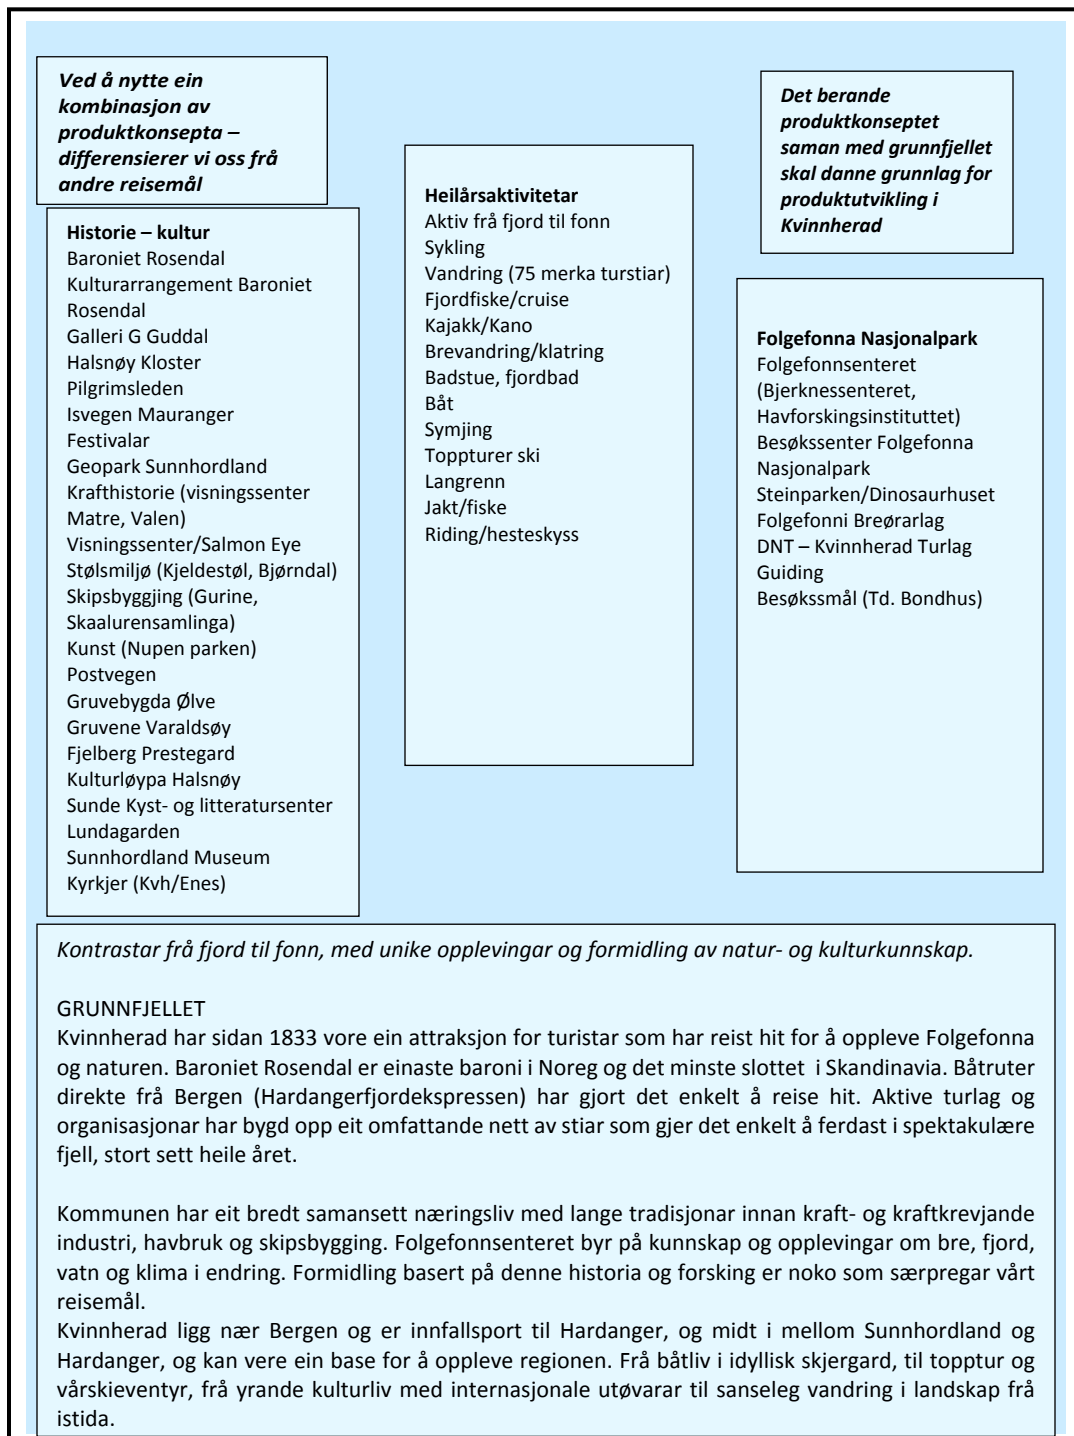 Ved å nytte ein
kombinasjon av
produktkonsepta –
differensierer vi oss frå
andre reisemål
Historie – kultur
Baroniet Rosendal
Kulturarrangement Baroniet
Rosendal
Galleri G Guddal
Halsnøy Kloster
Pilgrimsleden
Isvegen Mauranger
Festivalar
Geopark Sunnhordland
Krafthistorie (visningssenter
Matre, Valen)
Visningssenter/Salmon Eye
Stølsmiljø (Kjeldestøl, Bjørndal)
Skipsbyggjing (Gurine,
Skaalurensamlinga)
Kunst (Nupen parken)
Postvegen
Gruvebygda Ølve
Gruvene Varaldsøy
Fjelberg Prestegard
Kulturløypa Halsnøy
Sunde Kyst- og litteratursenter
Lundagarden
Sunnhordland Museum
Kyrkjer (Kvh/Enes)
Heilårsaktivitetar
Aktiv frå fjord til fonn
Sykling
Vandring (75 merka turstiar)
Fjordfiske/cruise
Kajakk/Kano
Brevandring/klatring
Badstue, fjordbad
Båt
Symjing
Toppturer ski
Langrenn
Jakt/fiske
Riding/hesteskyss
Det berande
produktkonseptet
saman med grunnfjellet
skal danne grunnlag for
produktutvikling i
Kvinnherad
Folgefonna Nasjonalpark
Folgefonnsenteret
(Bjerknessenteret,
Havforskingsinstituttet)
Besøkssenter Folgefonna
Nasjonalpark
Steinparken/Dinosaurhuset
Folgefonni Breørarlag
DNT – Kvinnherad Turlag
Guiding
Besøkssmål (Td. Bondhus)
Kontrastar frå fjord til fonn, med unike opplevingar og formidling av natur- og kulturkunnskap.
GRUNNFJELLET
Kvinnherad har sidan 1833 vore ein attraksjon for turistar som har reist hit for å oppleve Folgefonna
og naturen. Baroniet Rosendal er einaste baroni i Noreg og det minste slottet i Skandinavia. Båtruter
direkte frå Bergen (Hardangerfjordekspressen) har gjort det enkelt å reise hit. Aktive turlag og
organisasjonar har bygd opp eit omfattande nett av stiar som gjer det enkelt å ferdast i spektakulære
fjell, stort sett heile året.
Kommunen har eit bredt samansett næringsliv med lange tradisjonar innan kraft- og kraftkrevjande
industri, havbruk og skipsbygging. Folgefonnsenteret byr på kunnskap og opplevingar om bre, fjord,
vatn og klima i endring. Formidling basert på denne historia og forsking er noko som særpregar vårt
reisemål.
Kvinnherad ligg nær Bergen og er innfallsport til Hardanger, og midt i mellom Sunnhordland og
Hardanger, og kan vere ein base for å oppleve regionen. Frå båtliv i idyllisk skjergard, til topptur og
vårskieventyr, frå yrande kulturliv med internasjonale utøvarar til sanseleg vandring i landskap frå
istida.